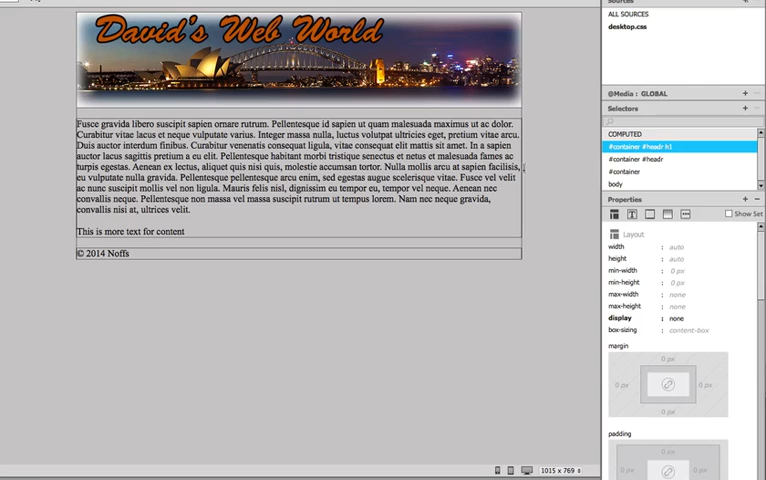 Sources
David's Web World
ALL SOURCES
desktop.css
@Media : GLOBAL
Selectors
COMPUTED
#container #headr h1
#container #headr
#container
body
Fusce gravida libero suscipit sapien ornare rutrum. Pellentesque id sapien ut quam malesuada maximus ut ac dolor.
Curabitur vitae lacus et neque vulputate varius. Integer massa nulla, luctus volutpat ultricies eget, pretium vitae arcu.
Duis auctor interdum finibus. Curabitur venenatis consequat ligula, vitae consequat elit mattis sit amet. In a sapien
auctor lacus sagittis pretium a eu elit. Pellentesque habitant morbi tristique senectus et netus et malesuada fames ac
turpis egestas. Aenean ex lectus, aliquet quis nisi quis, molestie accumsan tortor. Nulla mollis arcu at sapien facilisis,
eu vulputate nulla gravida. Pellentesque pellentesque arcu enim, sed egestas augue scelerisque vitae. Fusce vel velit
ac nunc suscipit mollis vel non ligula. Mauris felis nisl, dignissim eu tempor eu, tempor vel neque. Aenean nec
convallis neque. Pellentesque non massa vel massa suscipit rutrum ut tempus lorem. Nam nec neque gravida,
convallis nisi at, ultrices velit.
This is more text for content
© 2014 Noffs
Properties
Show Set
Layout
width : auto
height : auto
min-width : 0 px
min-height : 0 px
max-width : none
max-height : none
display : none
box-sizing : content-box
margin
0 px
0 px 0 px
0 px
padding
0 px
0 px 0 px
1015 x 769